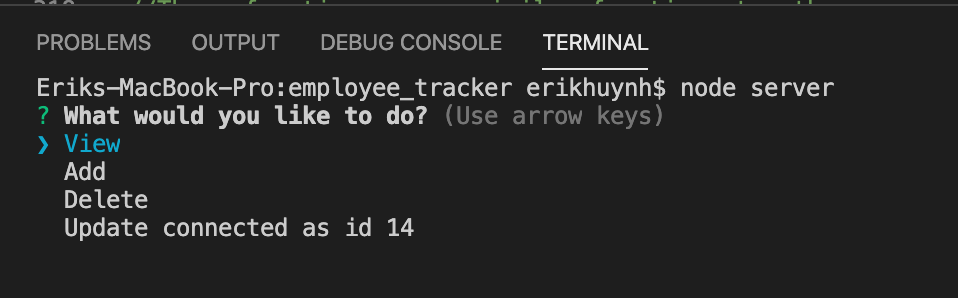 PROBLEMS OUTPUT DEBUG CONSOLE TERMINAL
Eriks-MacBook-Pro:employee_tracker erikhuynh$ node server
? What would you like to do? (Use arrow keys)
❯ View
Add
Delete
Update connected as id 14